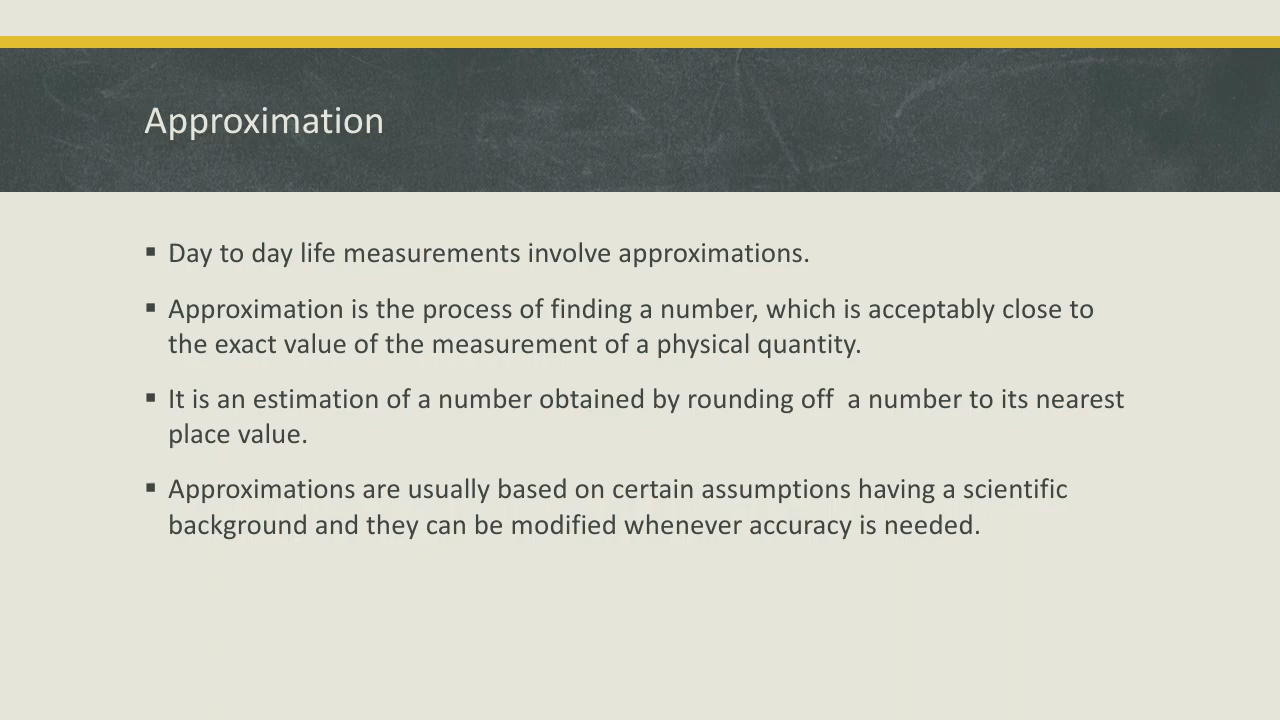 Approximation
▪ Day to day life measurements involve approximations.
▪ Approximation is the process of finding a number, which is acceptably close to
the exact value of the measurement of a physical quantity.
▪ It is an estimation of a number obtained by rounding off  a number to its nearest
place value.
▪ Approximations are usually based on certain assumptions having a scientific
background and they can be modified whenever accuracy is needed.